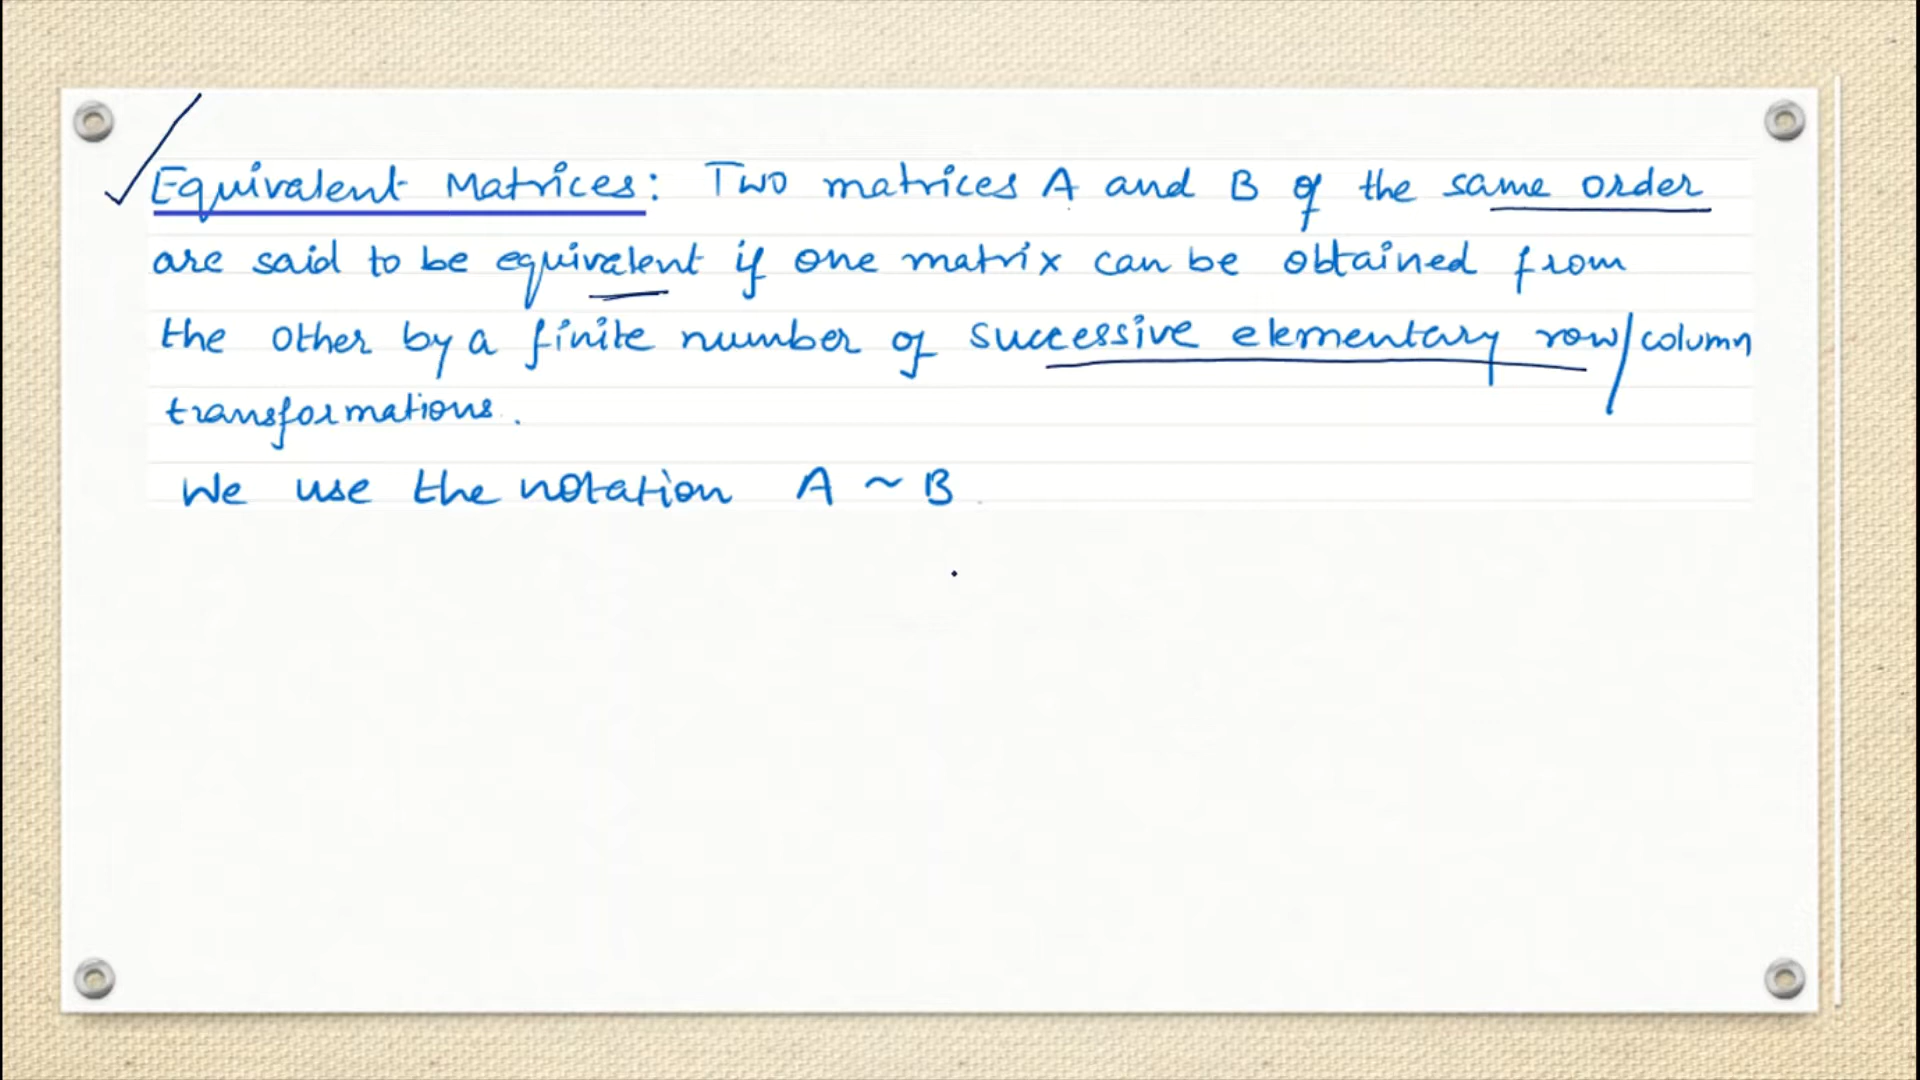 Equivalent Matrices: Two matrices A and B of the same order
are said to be equivalent if one matrix can be obtained from
the other by a finite number of successive elementary row/column
transformations.
We use the notation A ~ B